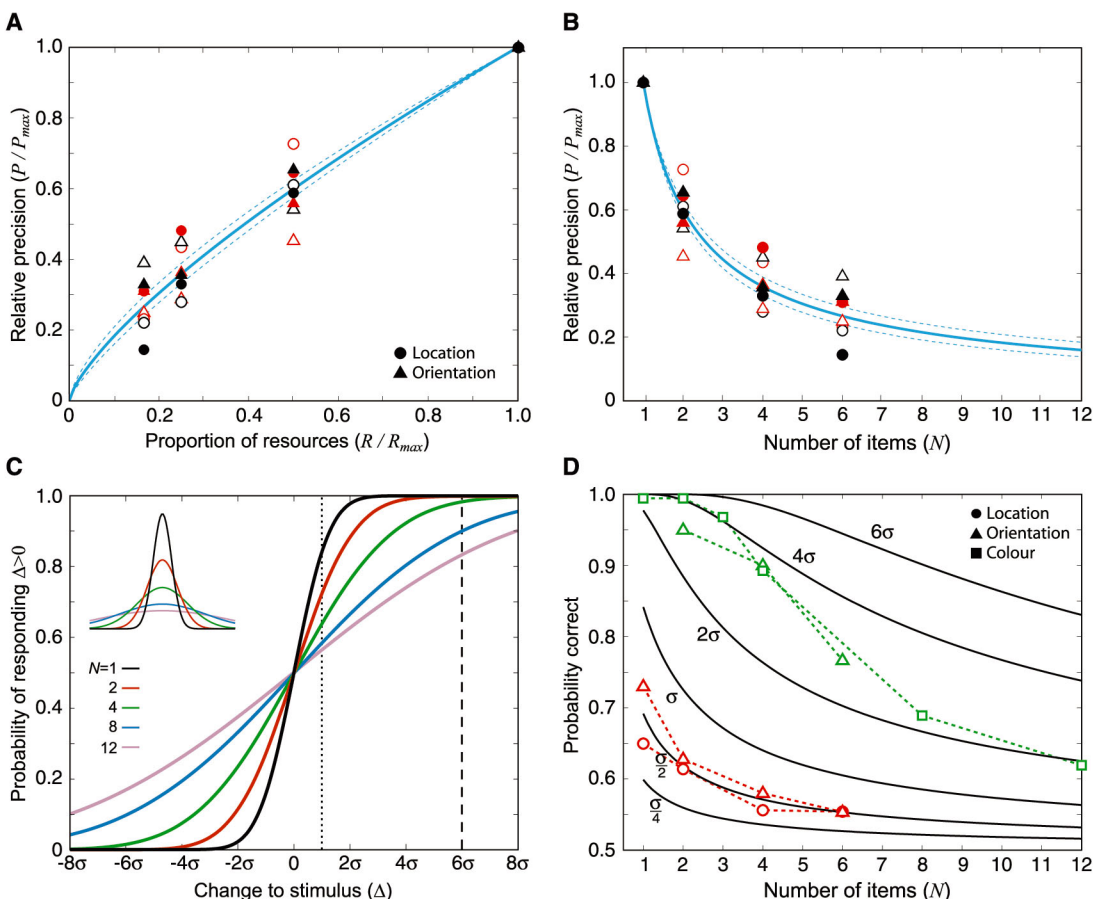 A
Relative precision (P / Pmax)
1.0
0.8
0.6
0.4
0.2
0
0 0.2 0.4 0.6 0.8 1.0
Proportion of resources (R / Rmax)
Location
Orientation
B
Relative precision (P / Pmax)
1.0
0.8
0.6
0.4
0.2
0
1 2 3 4 5 6 7 8 9 10 11 12
Number of items (N)
C
Probability of responding Δ>0
1.0
0.8
0.6
0.4
0.2
0
N=1
2
4
8
12
-8σ -6σ -4σ -2σ 0 2σ 4σ 6σ 8σ
Change to stimulus (Δ)
D
Probability correct
1.0
0.9
0.8
0.7
0.6
0.5
Location
Orientation
Colour
6σ
4σ
2σ
σ
σ/2
σ/4
1 2 3 4 5 6 7 8 9 10 11 12
Number of items (N)